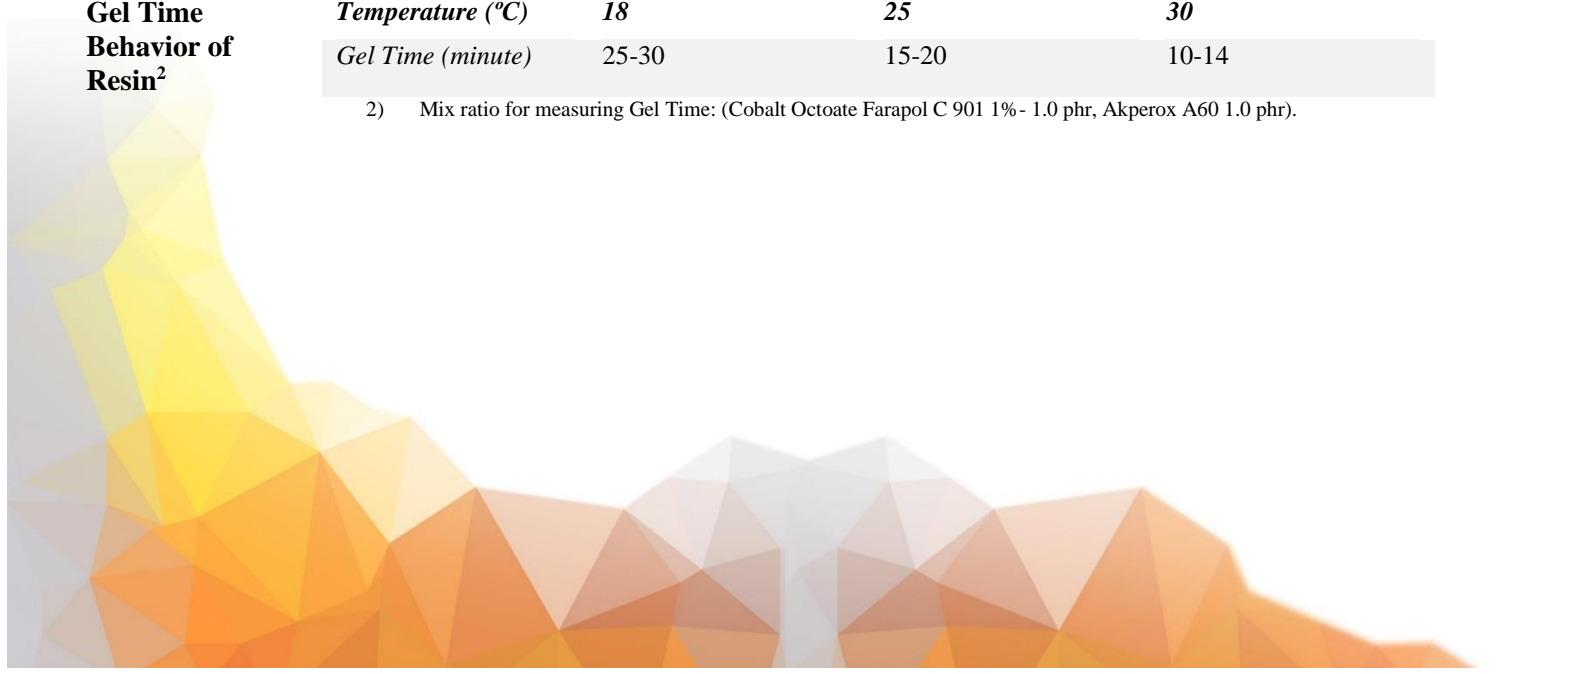 Gel Time Behavior of Resin²
Temperature (ºC) 18 25 30
Gel Time (minute) 25-30 15-20 10-14
2) Mix ratio for measuring Gel Time: (Cobalt Octoate Farapol C 901 1%- 1.0 phr, Akperox A60 1.0 phr).